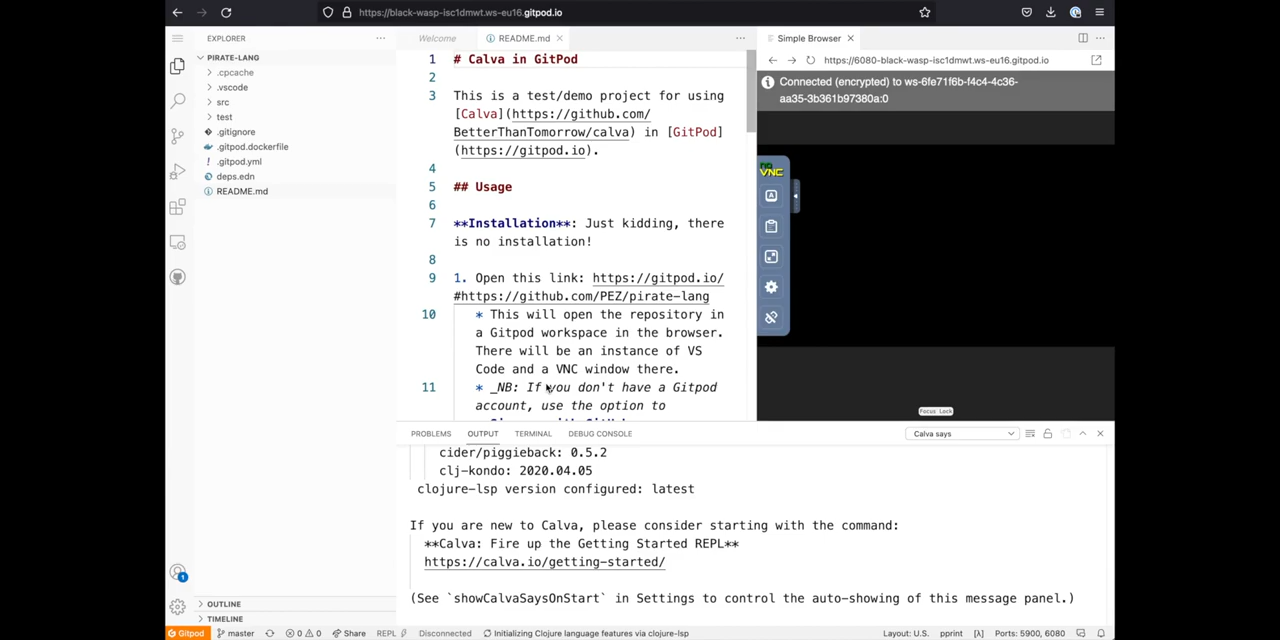 https://black-wasp-isc1dmwt.ws-eu16.gitpod.io
EXPLORER
PIRATE-LANG
.cpcache
.vscode
src
test
.gitignore
.gitpod.dockerfile
.gitpod.yml
deps.edn
README.md
OUTLINE
TIMELINE
Welcome
README.md
1 # Calva in GitPod
2
3 This is a test/demo project for using
[Calva](https://github.com/
BetterThanTomorrow/calva) in [GitPod]
(https://gitpod.io).
4
5 ## Usage
6
7 **Installation**: Just kidding, there
is no installation!
8
9 1. Open this link: https://gitpod.io/
#https://github.com/PEZ/pirate-lang
10 * This will open the repository in
a Gitpod workspace in the browser.
There will be an instance of VS
Code and a VNC window there.
11 * _NB: If you don't have a Gitpod
account, use the option to
Simple Browser
https://6080-black-wasp-isc1dmwt.ws-eu16.gitpod.io
Connected (encrypted) to ws-6fe71f6b-f4c4-4c36-
aa35-3b361b97380a:0
no
VNC
A
Focus Lock
PROBLEMS OUTPUT TERMINAL DEBUG CONSOLE
Calva says
cider/piggieback: 0.5.2
clj-kondo: 2020.04.05
clojure-lsp version configured: latest
If you are new to Calva, please consider starting with the command:
**Calva: Fire up the Getting Started REPL**
https://calva.io/getting-started/
(See `showCalvaSaysOnStart` in Settings to control the auto-showing of this message panel.)
1
Gitpod master 0 0 Share REPL Disconnected Initializing Clojure language features via clojure-lsp Layout: U.S. pprint [λ] Ports: 5900, 6080